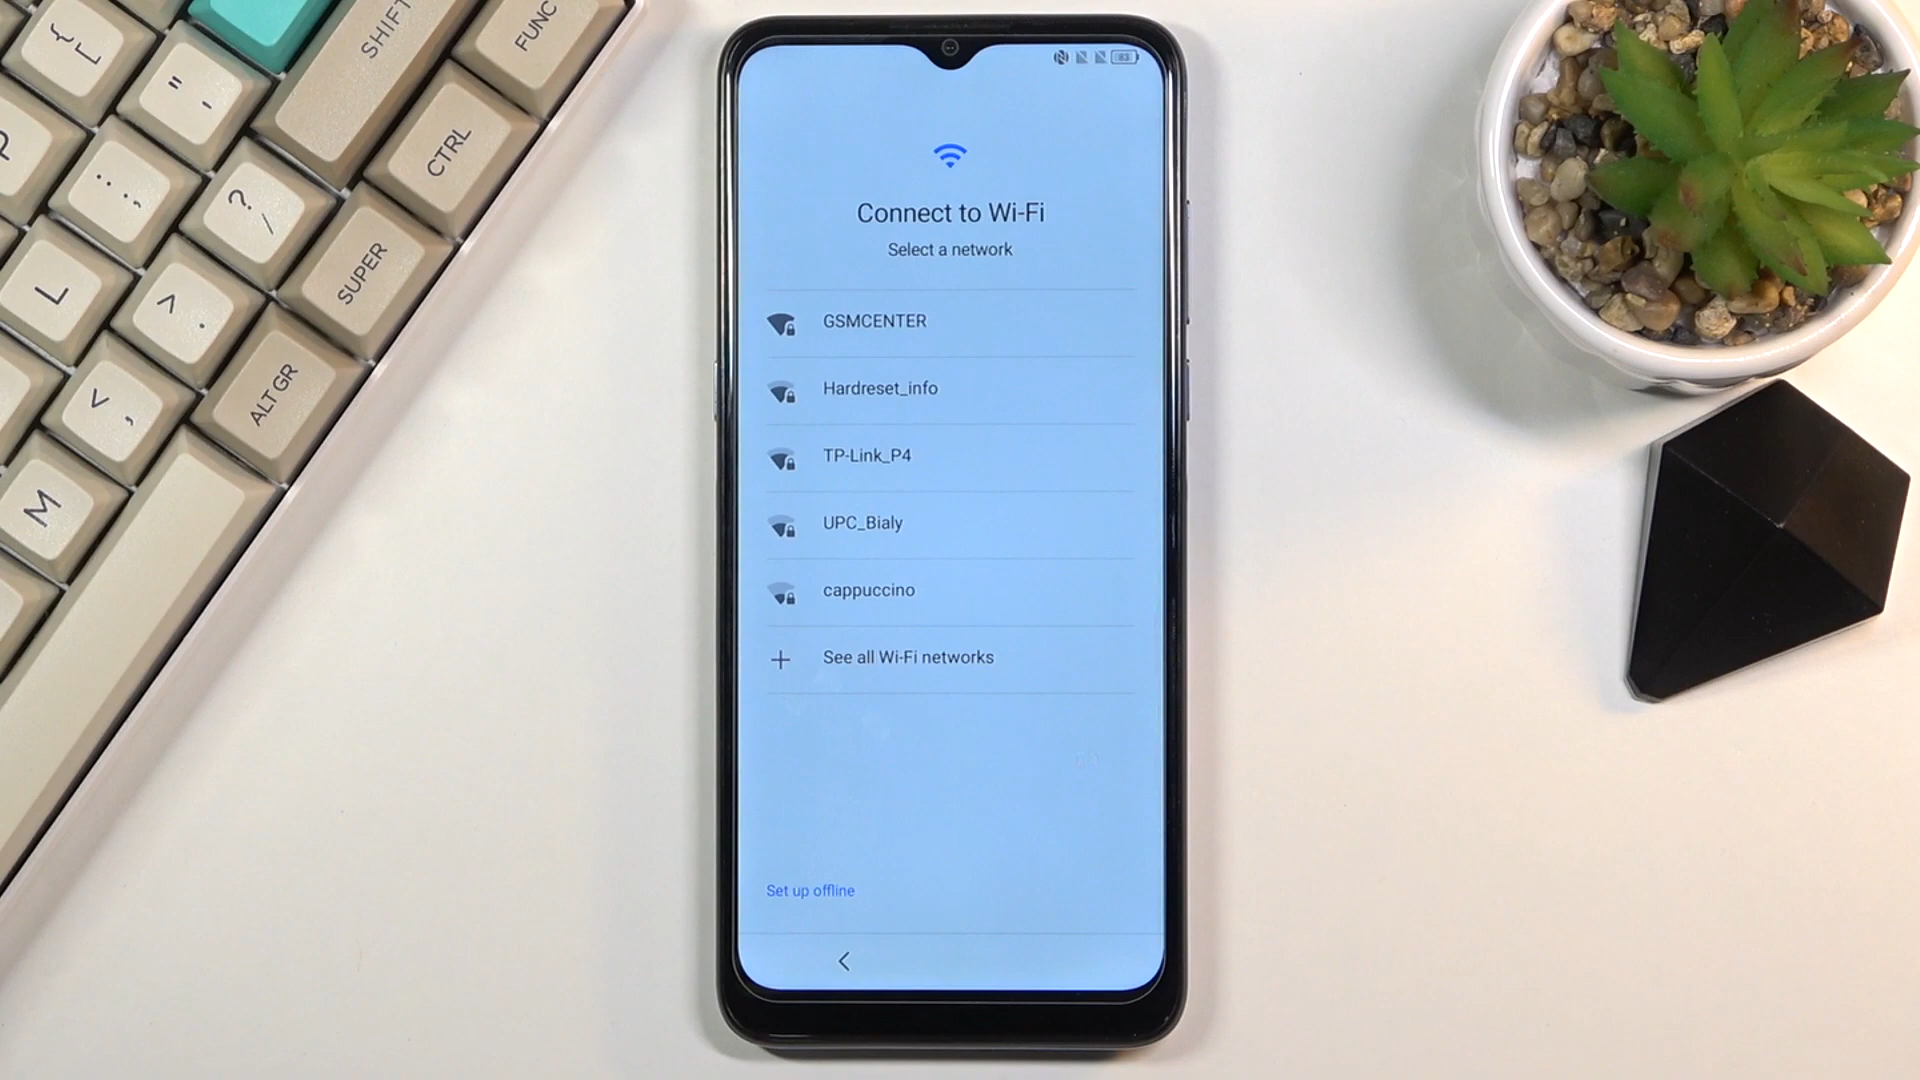 {
[
"
'
SHIFT
FUNC
P
:
;
?
/
CTRL
L
>
.
SUPER
<
,
ALT GR
M
83
Connect to Wi-Fi
Select a network
GSMCENTER
Hardreset_info
TP-Link_P4
UPC_Bialy
cappuccino
+ See all Wi-Fi networks
Set up offline